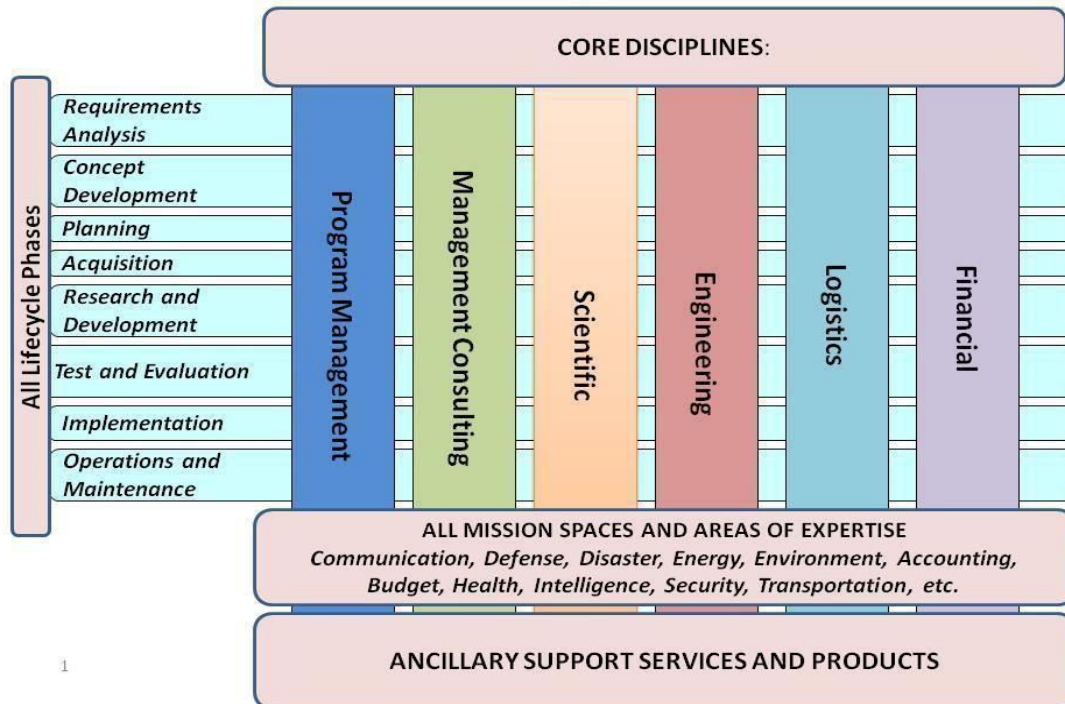 CORE DISCIPLINES:
All Lifecycle Phases
Requirements
Analysis
Concept
Development
Planning
Acquisition
Research and
Development
Test and Evaluation
Implementation
Operations and
Maintenance
Program Management
Management Consulting
Scientific
Engineering
Logistics
Financial
ALL MISSION SPACES AND AREAS OF EXPERTISE
Communication, Defense, Disaster, Energy, Environment, Accounting,
Budget, Health, Intelligence, Security, Transportation, etc.
ANCILLARY SUPPORT SERVICES AND PRODUCTS
1